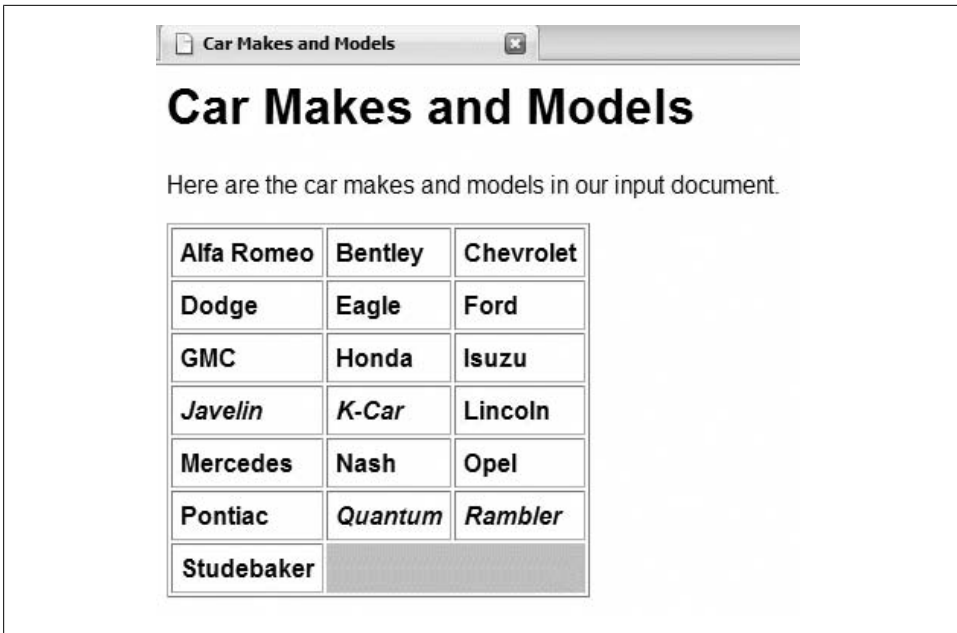 Car Makes and Models
Car Makes and Models
Here are the car makes and models in our input document.
Alfa Romeo Bentley Chevrolet
Dodge Eagle Ford
GMC Honda Isuzu
Javelin K-Car Lincoln
Mercedes Nash Opel
Pontiac Quantum Rambler
Studebaker